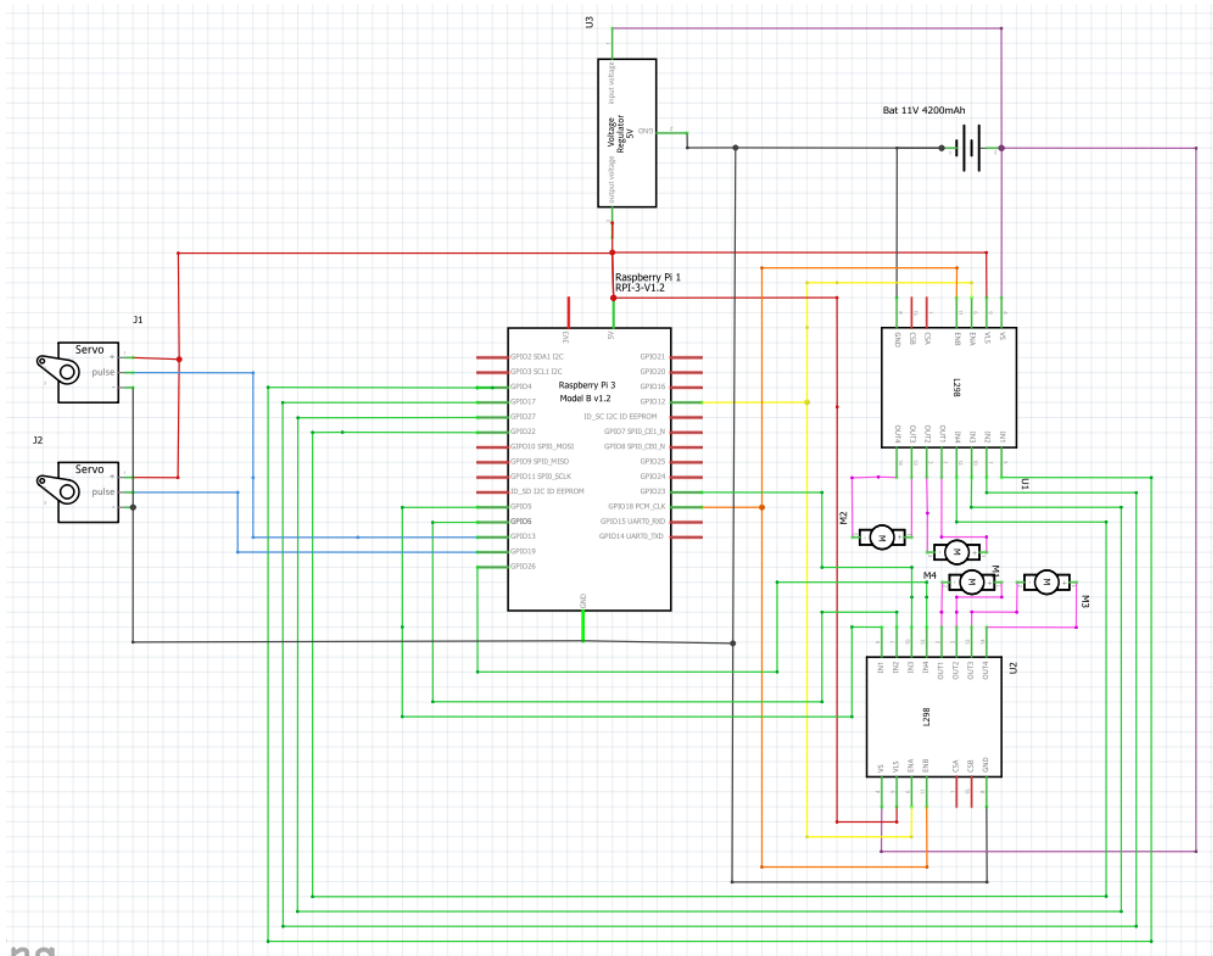 U3
input voltage
Voltage
Regulator
5V
GND
output voltage
Bat 11V 4200mAh
Raspberry Pi 1
RPI-3-V1.2
J1
Servo
+
pulse
-
J2
Servo
+
pulse
3V3
5V
GPIO2 SDA1 I2C
GPIO3 SCL1 I2C
GPIO4
GPIO17
GPIO27
GPIO22
GPIO10 SPI0_MOSI
GPIO9 SPI0_MISO
GPIO11 SPI0_SCLK
ID_SD I2C ID EEPROM
GPIO5
GPIO6
GPIO13
GPIO19
GPIO26
Raspberry Pi 3
Model B v1.2
GPIO21
GPIO20
GPIO16
GPIO12
ID_SC I2C ID EEPROM
GPIO7 SPI0_CE1_N
GPIO8 SPI0_CE0_N
GPIO25
GPIO24
GPIO23
GPIO18 PCM_CLK
GPIO15 UART0_RXD
GPIO14 UART0_TXD
GND
GND
CSB
CSA
ENB
ENA
VLS
VS
L298
OUT4
OUT3
OUT2
OUT1
IN4
IN3
IN2
IN1
U1
M2
M
M
M4
M
M1
M
M3
IN1
IN2
IN3
IN4
OUT1
OUT2
OUT3
OUT4
U2
L298
VS
VLS
ENA
ENB
CSA
CSB
GND
ng